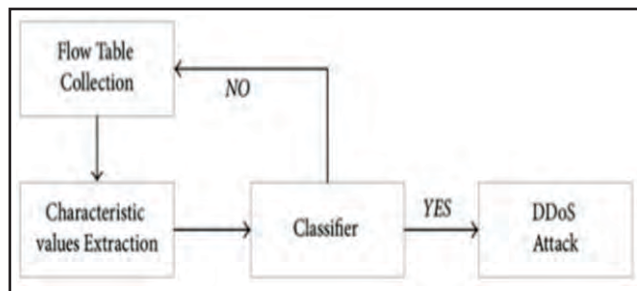 Flow Table
Collection
NO
Characteristic
values Extraction
Classifier
YES
DDoS
Attack